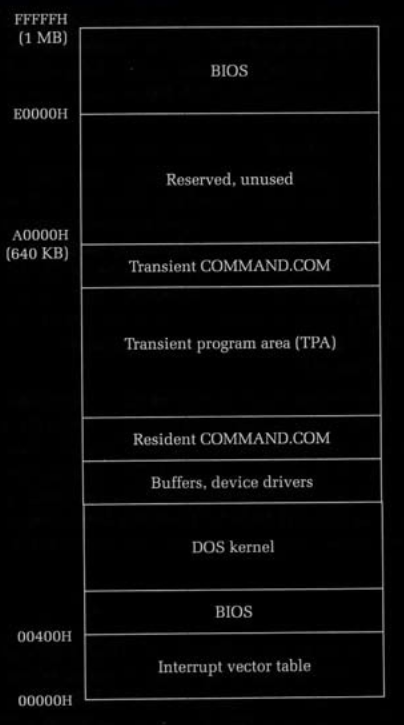 FFFFFH
(1 MB)
BIOS
E0000H
Reserved, unused
A0000H
(640 KB)
Transient COMMAND.COM
Transient program area (TPA)
Resident COMMAND.COM
Buffers, device drivers
DOS kernel
BIOS
00400H
Interrupt vector table
00000H